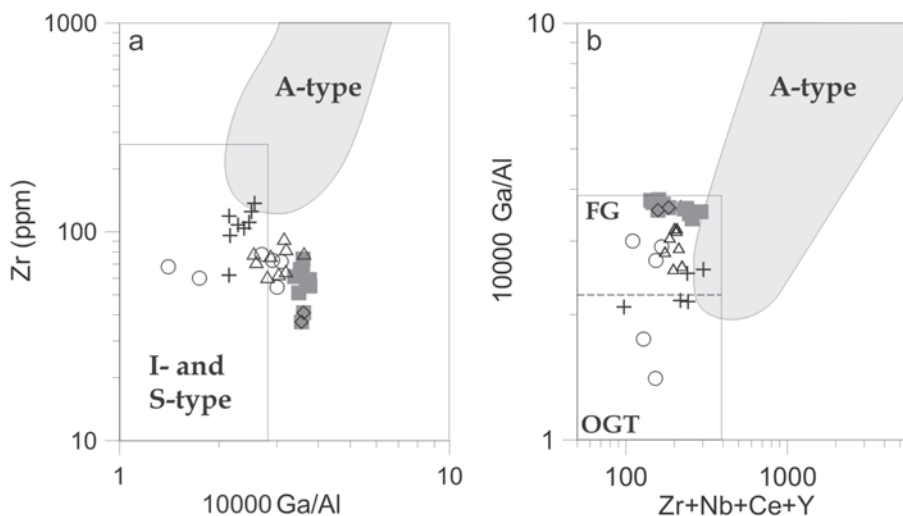 a
1000
100
10
Zr (ppm)
A-type
I- and
S-type
1
10
10000 Ga/Al
b
10
1
10000 Ga/Al
A-type
FG
OGT
100
1000
Zr+Nb+Ce+Y